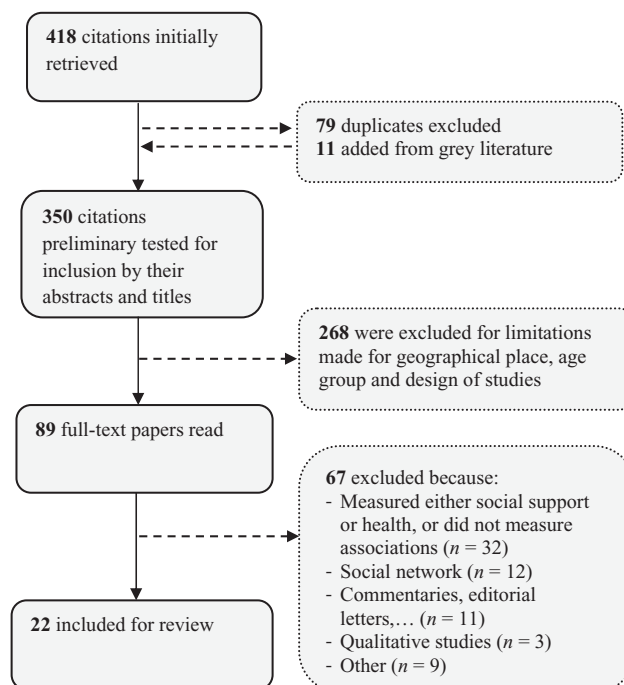 418 citations initially
retrieved
79 duplicates excluded
11 added from grey literature
350 citations
preliminary tested for
inclusion by their
abstracts and titles
268 were excluded for limitations
made for geographical place, age
group and design of studies
89 full-text papers read
67 excluded because:
- Measured either social support
or health, or did not measure
associations (n = 32)
- Social network (n = 12)
- Commentaries, editorial
letters,… (n = 11)
- Qualitative studies (n = 3)
- Other (n = 9)
22 included for review